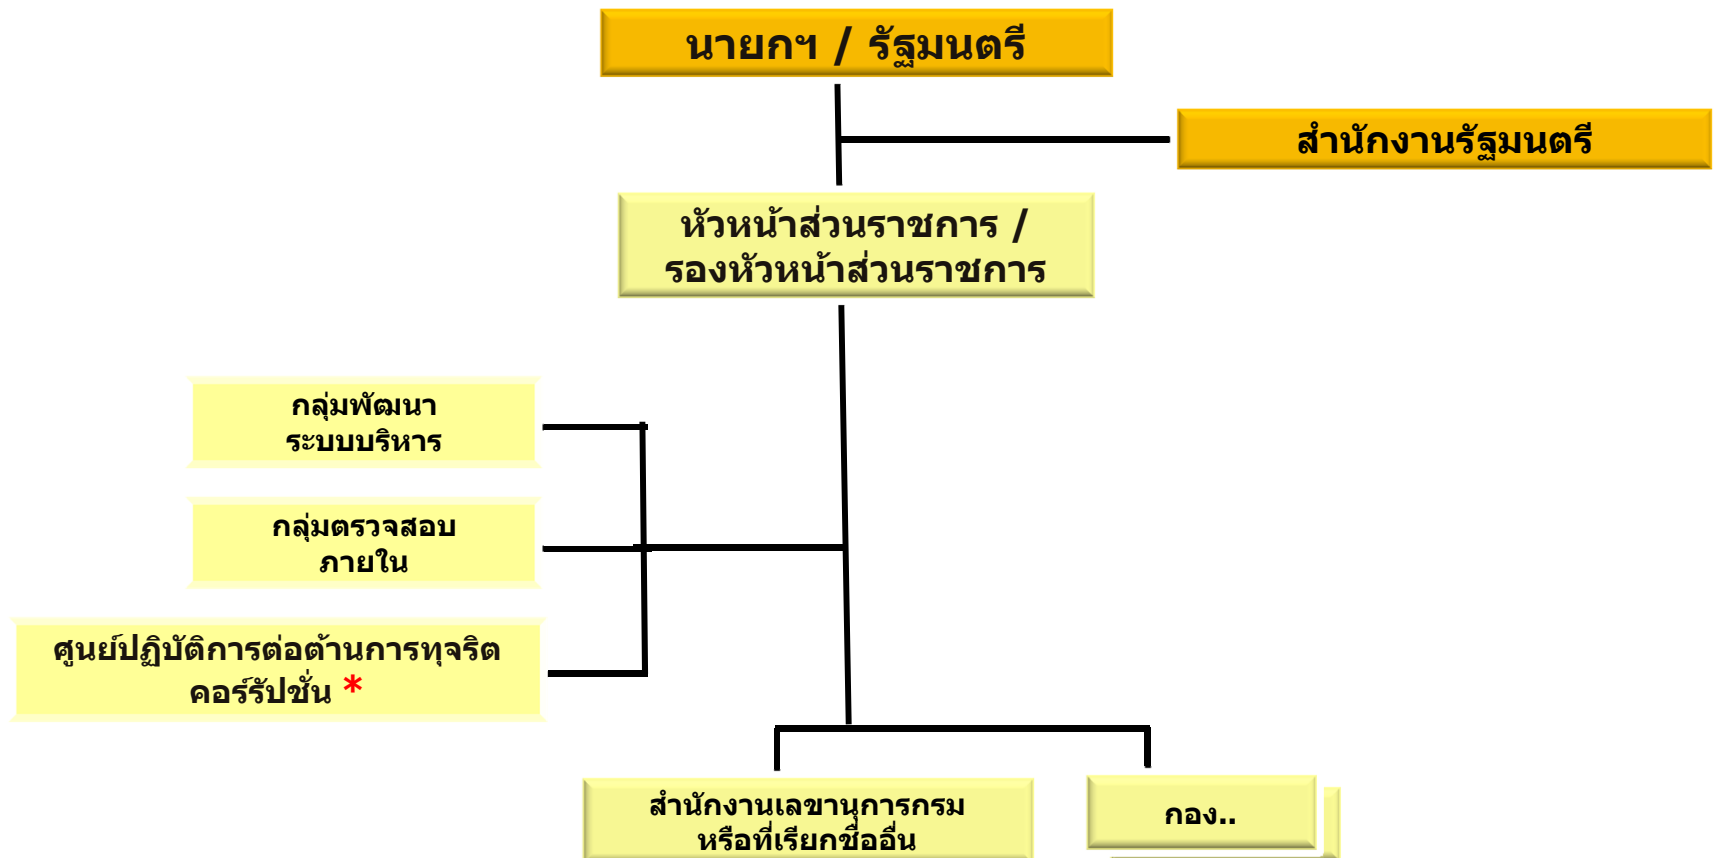 นายกฯ / รัฐมนตรี
สำนักงานรัฐมนตรี
หัวหน้าส่วนราชการ /
รองหัวหน้าส่วนราชการ
กลุ่มพัฒนา
ระบบบริหาร
กลุ่มตรวจสอบ
ภายใน
ศูนย์ปฏิบัติการต่อต้านการทุจริต
คอร์รัปชั่น *
สำนักงานเลขานุการกรม
หรือที่เรียกชื่ออื่น
กอง..